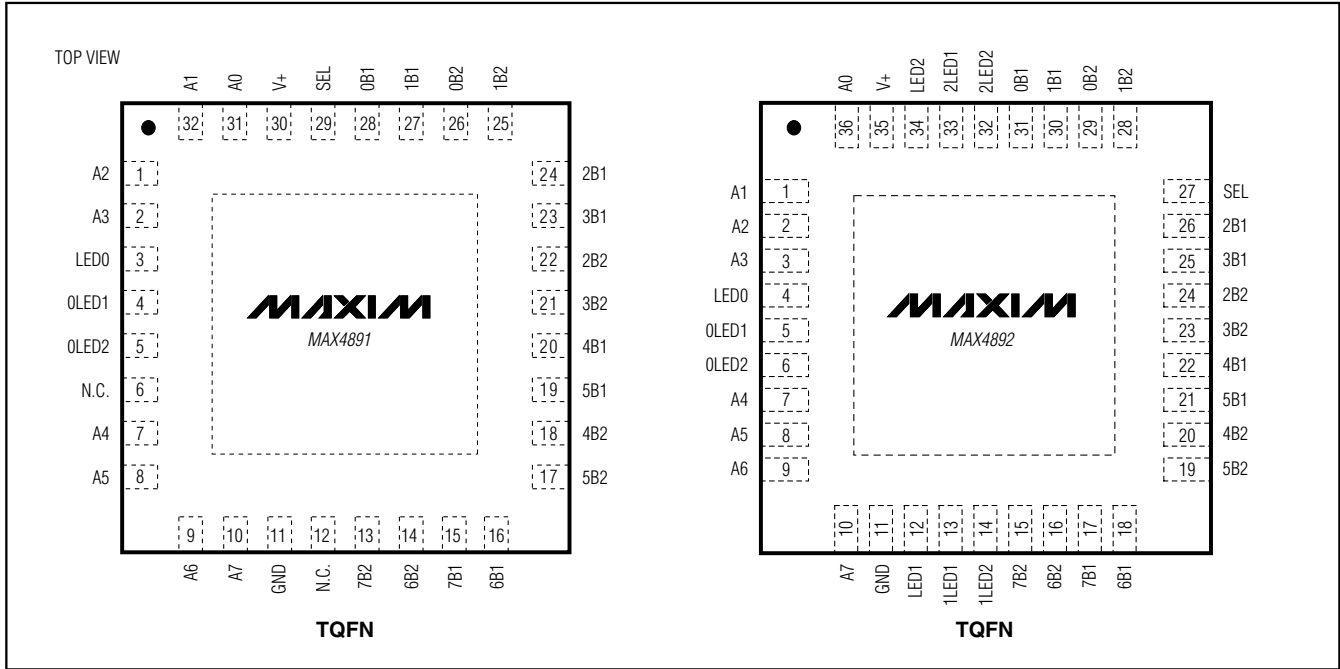 TOP VIEW
A1 A0 V+ SEL 0B1 1B1 0B2 1B2
32 31 30 29 28 27 26 25
A2 1 24 2B1
A3 2 23 3B1
LED0 3 22 2B2
0LED1 4 21 3B2
0LED2 5 20 4B1
N.C. 6 19 5B1
A4 7 18 4B2
A5 8 17 5B2
MAXIM
MAX4891
9 10 11 12 13 14 15 16
A6 A7 GND N.C. 7B2 6B2 7B1 6B1
TQFN
A0 V+ LED2 2LED1 2LED2 0B1 1B1 0B2 1B2
36 35 34 33 32 31 30 29 28
A1 1 27 SEL
A2 2 26 2B1
A3 3 25 3B1
LED0 4 24 2B2
0LED1 5 23 3B2
0LED2 6 22 4B1
A4 7 21 5B1
A5 8 20 4B2
A6 9 19 5B2
MAXIM
MAX4892
10 11 12 13 14 15 16 17 18
A7 GND LED1 1LED1 1LED2 7B2 6B2 7B1 6B1
TQFN